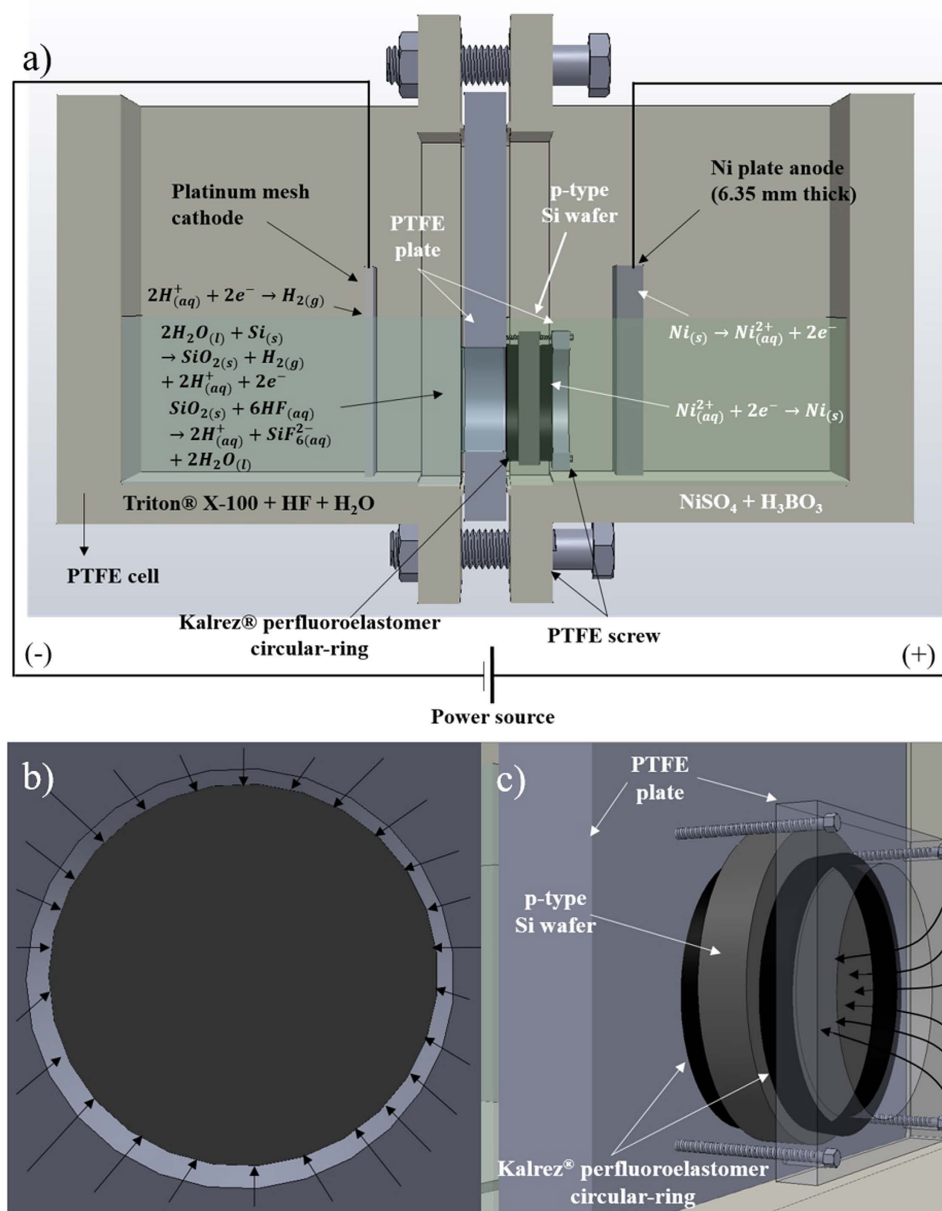 a)
Platinum mesh
cathode
PTFE
plate
p-type
Si wafer
Ni plate anode
(6.35 mm thick)
2H⁺(aq) + 2e⁻ → H2(g)
2H2O(l) + Si(s)
→ SiO2(s) + H2(g)
+ 2H⁺(aq) + 2e⁻
SiO2(s) + 6HF(aq)
→ 2H⁺(aq) + SiF6(aq)²⁻
+ 2H2O(l)
Ni(s) → Ni²⁺(aq) + 2e⁻
Ni²⁺(aq) + 2e⁻ → Ni(s)
Triton® X-100 + HF + H₂O
NiSO₄ + H₃BO₃
PTFE cell
Kalrez® perfluoroelastomer
circular-ring
PTFE screw
(-)
(+)
Power source
b)
c)
PTFE
plate
p-type
Si wafer
Kalrez® perfluoroelastomer
circular-ring